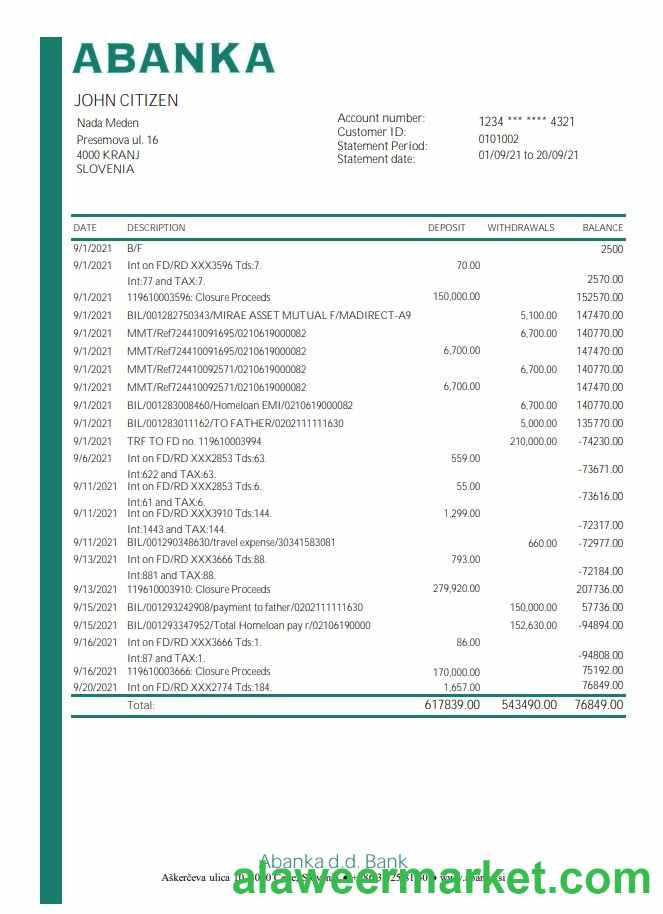 ABANKA
JOHN CITIZEN
Nada Meden
Presernova ul. 16
4000 KRANJ
SLOVENIA
Account number: 1234 *** **** 4321
Customer ID: 0101002
Statement Period: 01/09/21 to 20/09/21
Statement date:
DATE DESCRIPTION DEPOSIT WITHDRAWALS BALANCE
9/1/2021 B/F 2500
9/1/2021 Int on FD/RD XXX3596 Tds:7. 70.00
Int:77 and TAX:7. 2570.00
9/1/2021 119610003596: Closure Proceeds 150,000.00 152570.00
9/1/2021 BIL/001282750343/MIRAE ASSET MUTUAL F/MADIRECT-A9 5,100.00 147470.00
9/1/2021 MMT/Ref724410091695/0210619000082 6,700.00 140770.00
9/1/2021 MMT/Ref724410091695/0210619000082 6,700.00 147470.00
9/1/2021 MMT/Ref724410092571/0210619000082 6,700.00 140770.00
9/1/2021 MMT/Ref724410092571/0210619000082 6,700.00 147470.00
9/1/2021 BIL/001283008460/Homeloan EMI/0210619000082 6,700.00 140770.00
9/1/2021 BIL/001283011162/TO FATHER/0202111111630 5,000.00 135770.00
9/1/2021 TRF TO FD no. 119610003994 210,000.00 -74230.00
9/6/2021 Int on FD/RD XXX2853 Tds:63. 559.00
Int:622 and TAX:63. -73671.00
9/11/2021 Int on FD/RD XXX2853 Tds:6. 55.00
Int:61 and TAX:6. -73616.00
9/11/2021 Int on FD/RD XXX3910 Tds:144. 1,299.00
Int:1443 and TAX:144. -72317.00
9/11/2021 BIL/001290348630/travel expense/30341583081 660.00 -72977.00
9/13/2021 Int on FD/RD XXX3666 Tds:88. 793.00
Int:881 and TAX:88. -72184.00
9/13/2021 119610003910: Closure Proceeds 279,920.00 207736.00
9/15/2021 BIL/001293242908/payment to father/0202111111630 150,000.00 57736.00
9/15/2021 BIL/001293347952/Total Homeloan pay r/02106190000 152,630.00 -94894.00
9/16/2021 Int on FD/RD XXX3666 Tds:1. 86.00
Int:87 and TAX:1. -94808.00
9/16/2021 119610003666: Closure Proceeds 170,000.00 75192.00
9/20/2021 Int on FD/RD XXX2774 Tds:184. 1,657.00 76849.00
Total: 617839.00 543490.00 76849.00
Abanka d.d. Bank
Aškerčeva ulica
alaweermarket.com